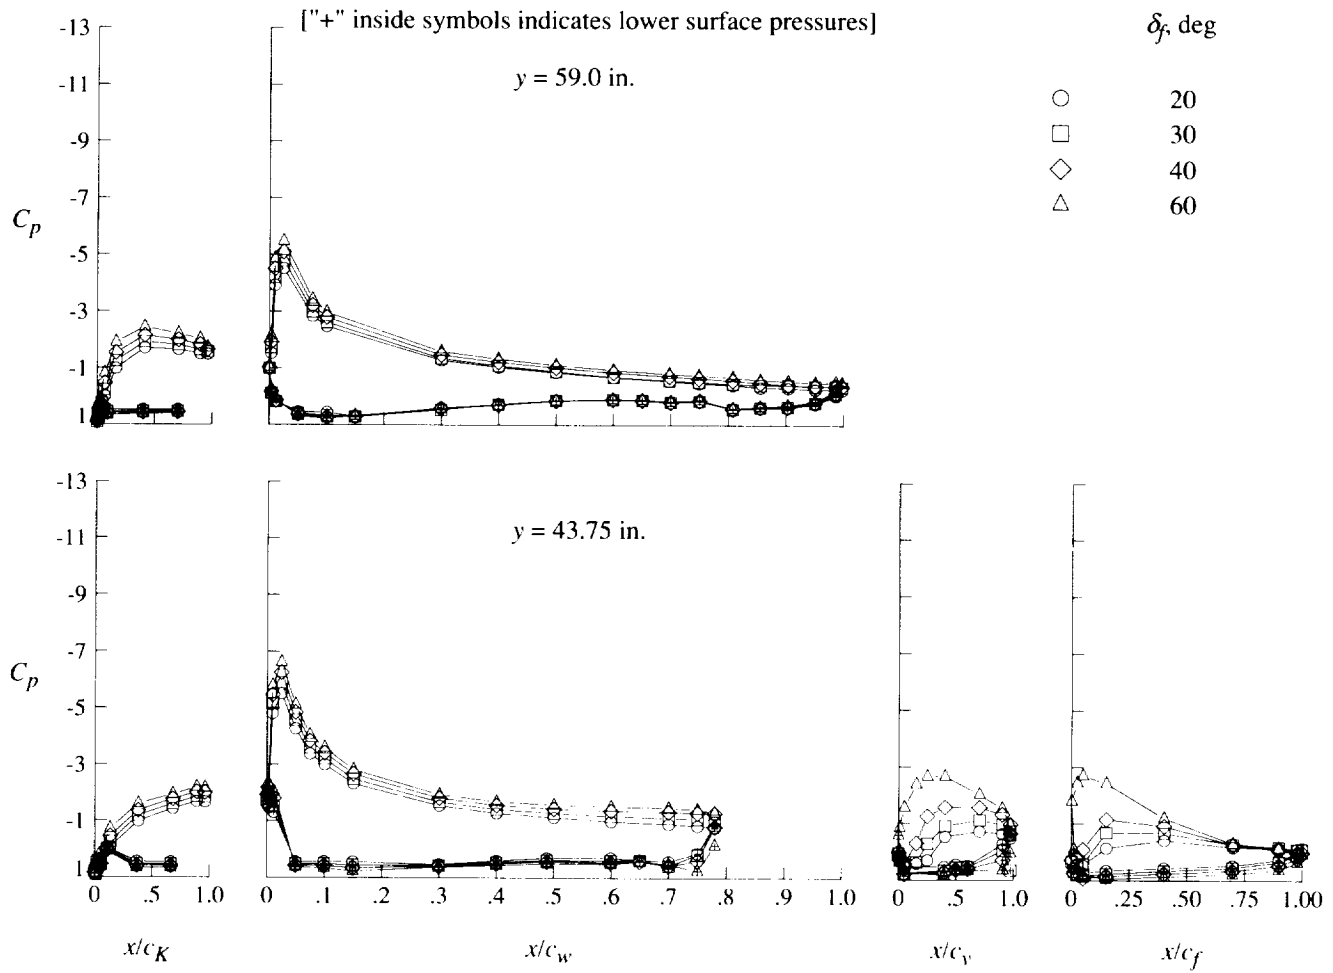 ["+" inside symbols indicates lower surface pressures]
δf, deg
20
30
40
60
y = 59.0 in.
-13
-11
-9
-7
-5
-3
-1
1
Cp
y = 43.75 in.
-13
-11
-9
-7
-5
-3
-1
1
Cp
0 .5 1.0
x/cK
0 .1 .2 .3 .4 .5 .6 .7 .8 .9 1.0
x/cw
0 .5 1.0
x/cv
0 .25 .50 .75 1.00
x/cf